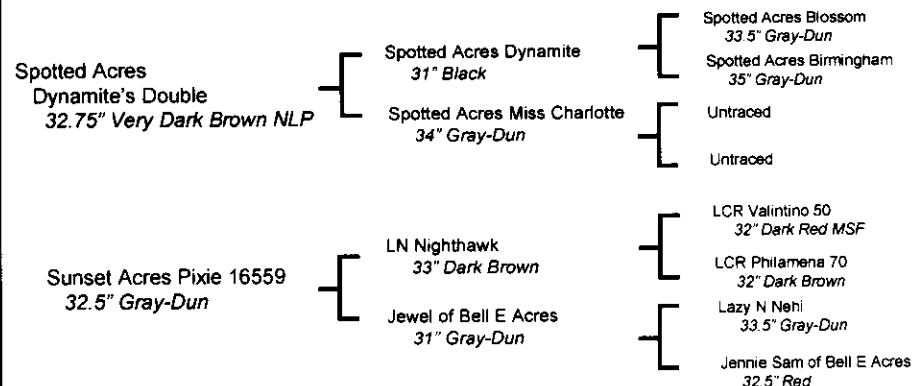 Spotted Acres
Dynamite's Double
32.75" Very Dark Brown NLP
Spotted Acres Dynamite
31" Black
Spotted Acres Miss Charlotte
34" Gray-Dun
Spotted Acres Blossom
33.5" Gray-Dun
Spotted Acres Birmingham
35" Gray-Dun
Untraced
Untraced
Sunset Acres Pixie 16559
32.5" Gray-Dun
LN Nighthawk
33" Dark Brown
Jewel of Bell E Acres
31" Gray-Dun
LCR Valintino 50
32" Dark Red MSF
LCR Philamena 70
32" Dark Brown
Lazy N Nehi
33.5" Gray-Dun
Jennie Sam of Bell E Acres
32.5" Red